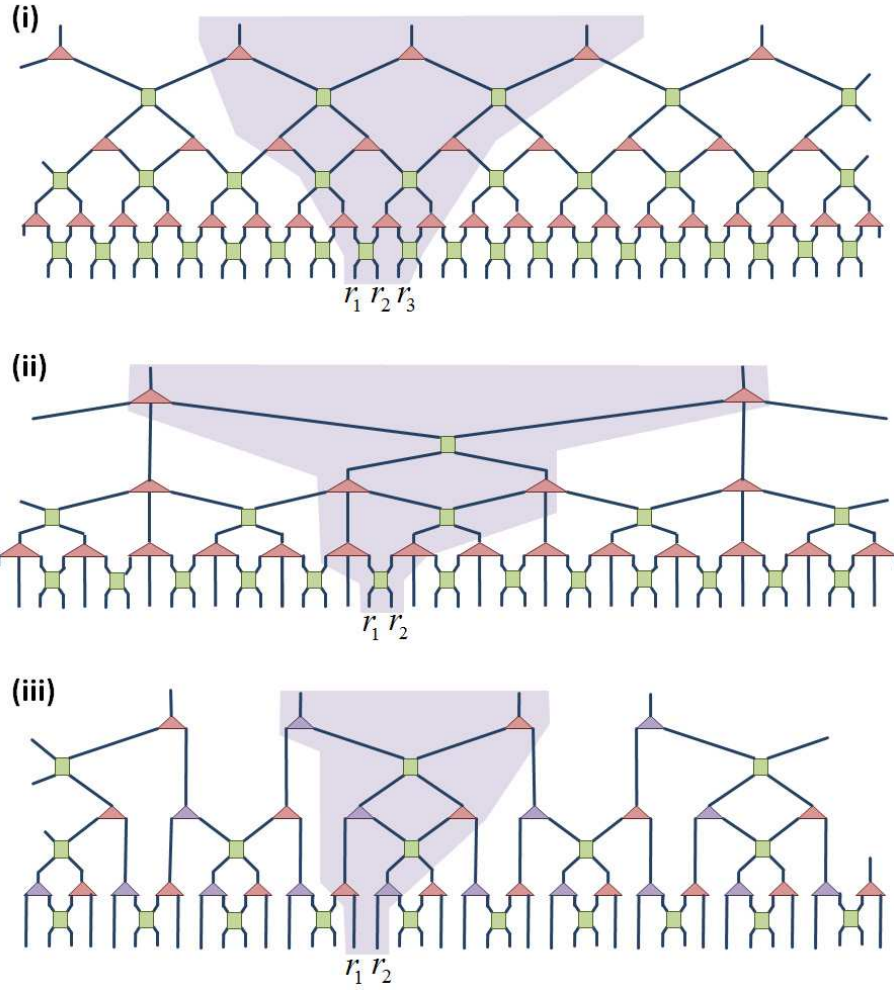 (i)
r₁ r₂ r₃
(ii)
r₁ r₂
(iii)
r₁ r₂